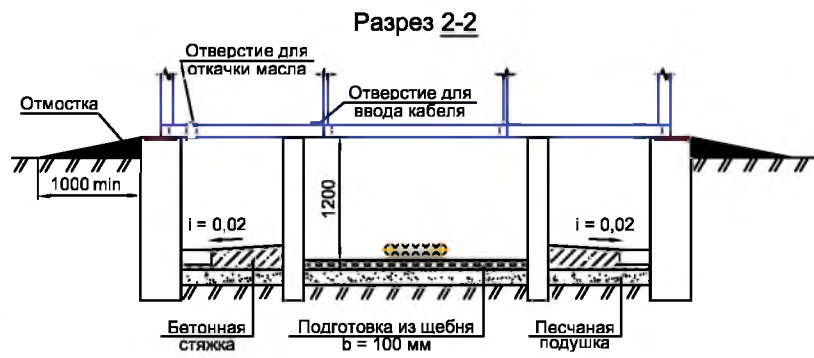 Разрез 2-2
Отверстие для
откачки масла
Отверстие для
ввода кабеля
Отмостка
1000 min
1200
i = 0,02
i = 0,02
Бетонная
стяжка
Подготовка из щебня
b = 100 мм
Песчаная
подушка